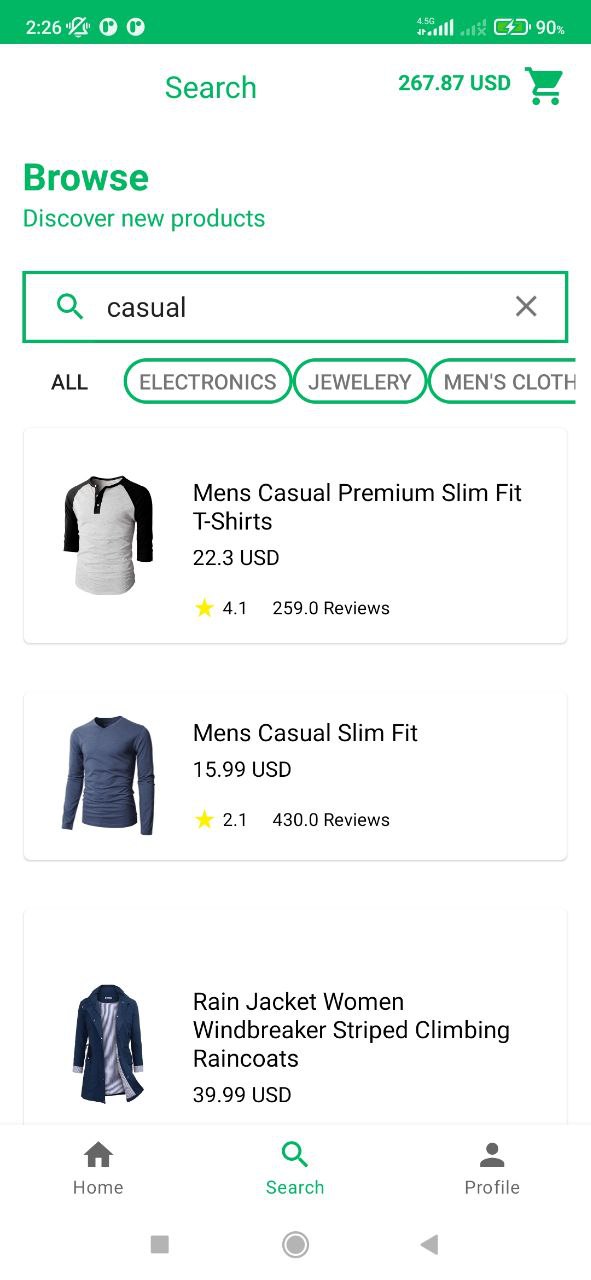 2:26 4.5G 90%
Search 267.87 USD
Browse
Discover new products
casual
ALL ELECTRONICS JEWELERY MEN'S CLOTH
Mens Casual Premium Slim Fit
T-Shirts
22.3 USD
4.1 259.0 Reviews
Mens Casual Slim Fit
15.99 USD
2.1 430.0 Reviews
Rain Jacket Women
Windbreaker Striped Climbing
Raincoats
39.99 USD
Home Search Profile